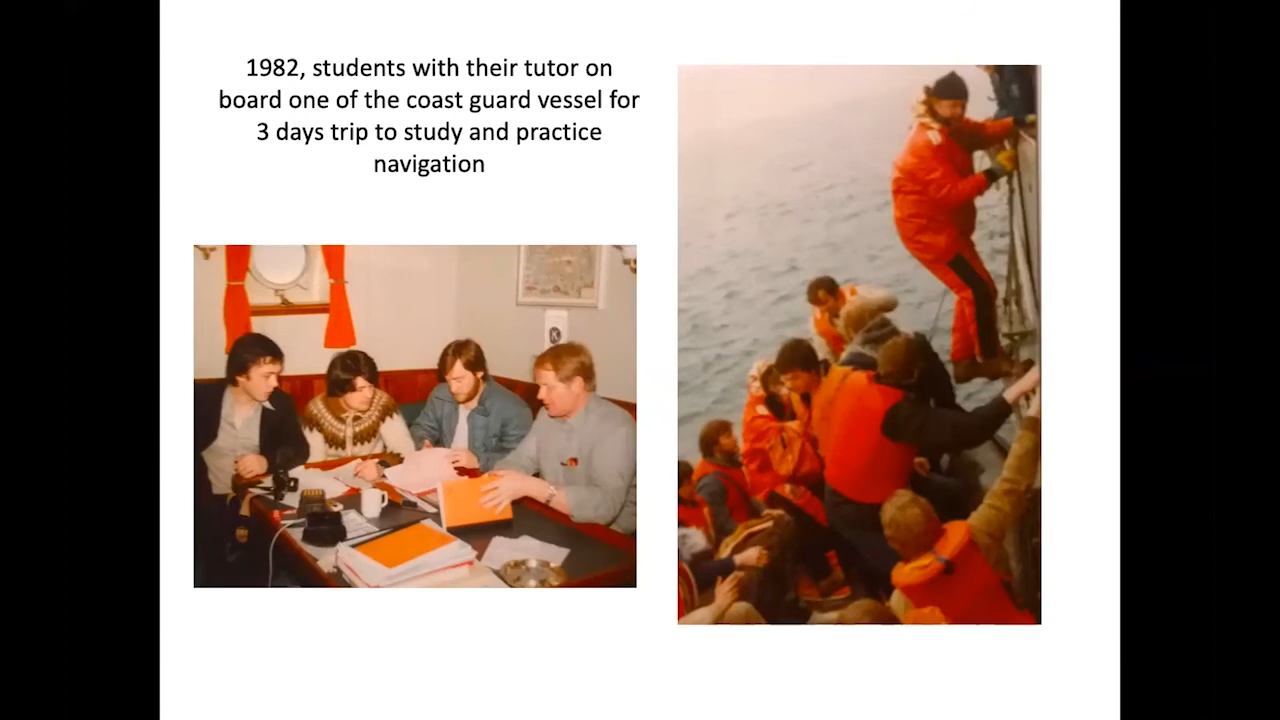 1982, students with their tutor on
board one of the coast guard vessel for
3 days trip to study and practice
navigation
K